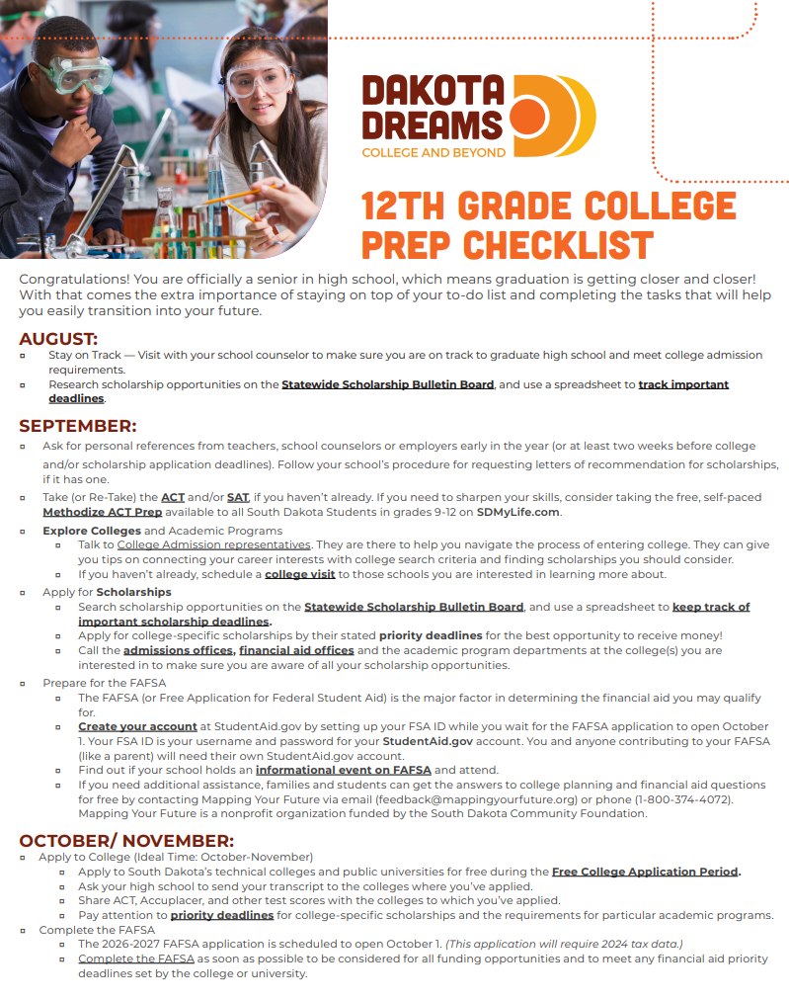 DAKOTA
DREAMS
COLLEGE AND BEYOND
12TH GRADE COLLEGE
PREP CHECKLIST
Congratulations! You are officially a senior in high school, which means graduation is getting closer and closer!
With that comes the extra importance of staying on top of your to-do list and completing the tasks that will help
you easily transition into your future.
AUGUST:
Stay on Track — Visit with your school counselor to make sure you are on track to graduate high school and meet college admission
requirements.
Research scholarship opportunities on the Statewide Scholarship Bulletin Board, and use a spreadsheet to track important
deadlines.
SEPTEMBER:
Ask for personal references from teachers, school counselors or employers early in the year (or at least two weeks before college
and/or scholarship application deadlines). Follow your school's procedure for requesting letters of recommendation for scholarships,
if it has one.
Take (or Re-Take) the ACT and/or SAT, if you haven't already. If you need to sharpen your skills, consider taking the free, self-paced
Methodize ACT Prep available to all South Dakota Students in grades 9-12 on SDMyLife.com.
Explore Colleges and Academic Programs
Talk to College Admission representatives. They are there to help you navigate the process of entering college. They can give
you tips on connecting your career interests with college search criteria and finding scholarships you should consider.
If you haven't already, schedule a college visit to those schools you are interested in learning more about.
Apply for Scholarships
Search scholarship opportunities on the Statewide Scholarship Bulletin Board, and use a spreadsheet to keep track of
important scholarship deadlines.
Apply for college-specific scholarships by their stated priority deadlines for the best opportunity to receive money!
Call the admissions offices, financial aid offices and the academic program departments at the college(s) you are
interested in to make sure you are aware of all your scholarship opportunities.
Prepare for the FAFSA
The FAFSA (or Free Application for Federal Student Aid) is the major factor in determining the financial aid you may qualify
for.
Create your account at StudentAid.gov by setting up your FSA ID while you wait for the FAFSA application to open October
1. Your FSA ID is your username and password for your StudentAid.gov account. You and anyone contributing to your FAFSA
(like a parent) will need their own StudentAid.gov account.
Find out if your school holds an informational event on FAFSA and attend.
If you need additional assistance, families and students can get the answers to college planning and financial aid questions
for free by contacting Mapping Your Future via email (feedback@mappingyourfuture.org) or phone (1-800-374-4072).
Mapping Your Future is a nonprofit organization funded by the South Dakota Community Foundation.
OCTOBER/ NOVEMBER:
Apply to College (Ideal Time: October-November)
Apply to South Dakota's technical colleges and public universities for free during the Free College Application Period.
Ask your high school to send your transcript to the colleges where you've applied.
Share ACT, Accuplacer, and other test scores with the colleges to which you've applied.
Pay attention to priority deadlines for college-specific scholarships and the requirements for particular academic programs.
Complete the FAFSA
The 2026-2027 FAFSA application is scheduled to open October 1. (This application will require 2024 tax data.)
Complete the FAFSA as soon as possible to be considered for all funding opportunities and to meet any financial aid priority
deadlines set by the college or university.